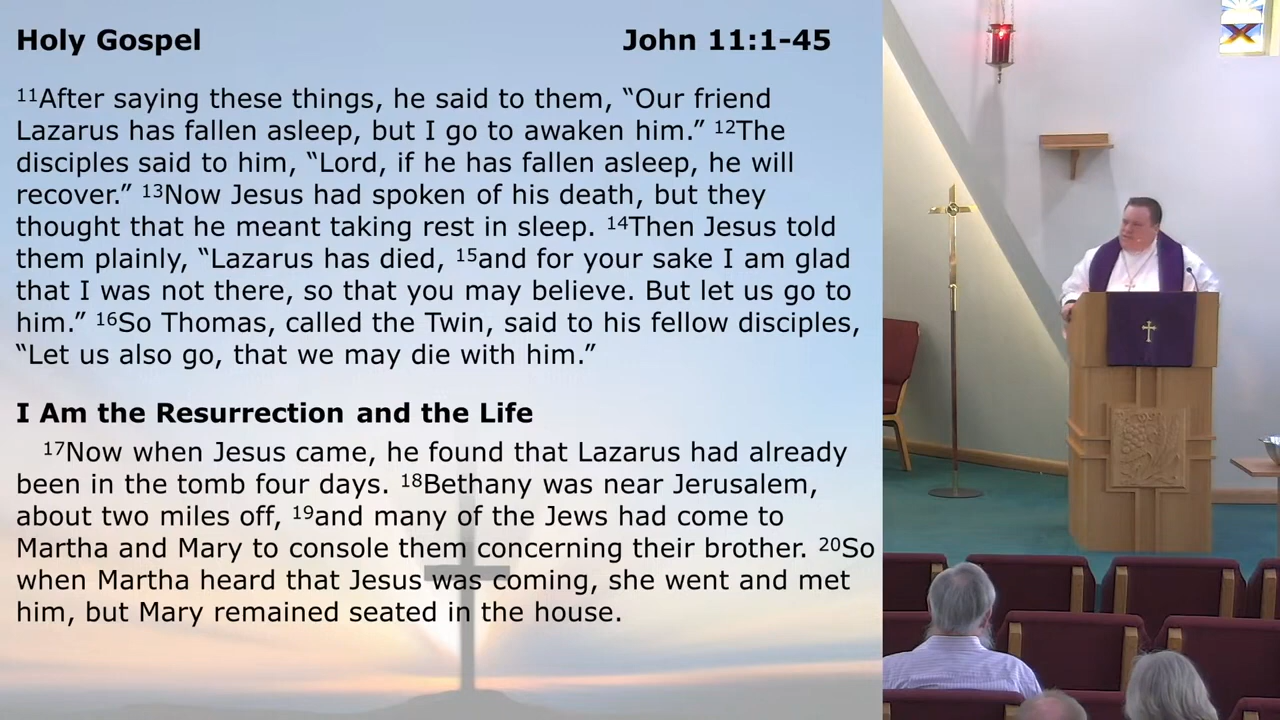 Holy Gospel John 11:1-45
11After saying these things, he said to them, “Our friend
Lazarus has fallen asleep, but I go to awaken him.” 12The
disciples said to him, “Lord, if he has fallen asleep, he will
recover.” 13Now Jesus had spoken of his death, but they
thought that he meant taking rest in sleep. 14Then Jesus told
them plainly, “Lazarus has died, 15and for your sake I am glad
that I was not there, so that you may believe. But let us go to
him.” 16So Thomas, called the Twin, said to his fellow disciples,
“Let us also go, that we may die with him.”
I Am the Resurrection and the Life
17Now when Jesus came, he found that Lazarus had already
been in the tomb four days. 18Bethany was near Jerusalem,
about two miles off, 19and many of the Jews had come to
Martha and Mary to console them concerning their brother. 20So
when Martha heard that Jesus was coming, she went and met
him, but Mary remained seated in the house.